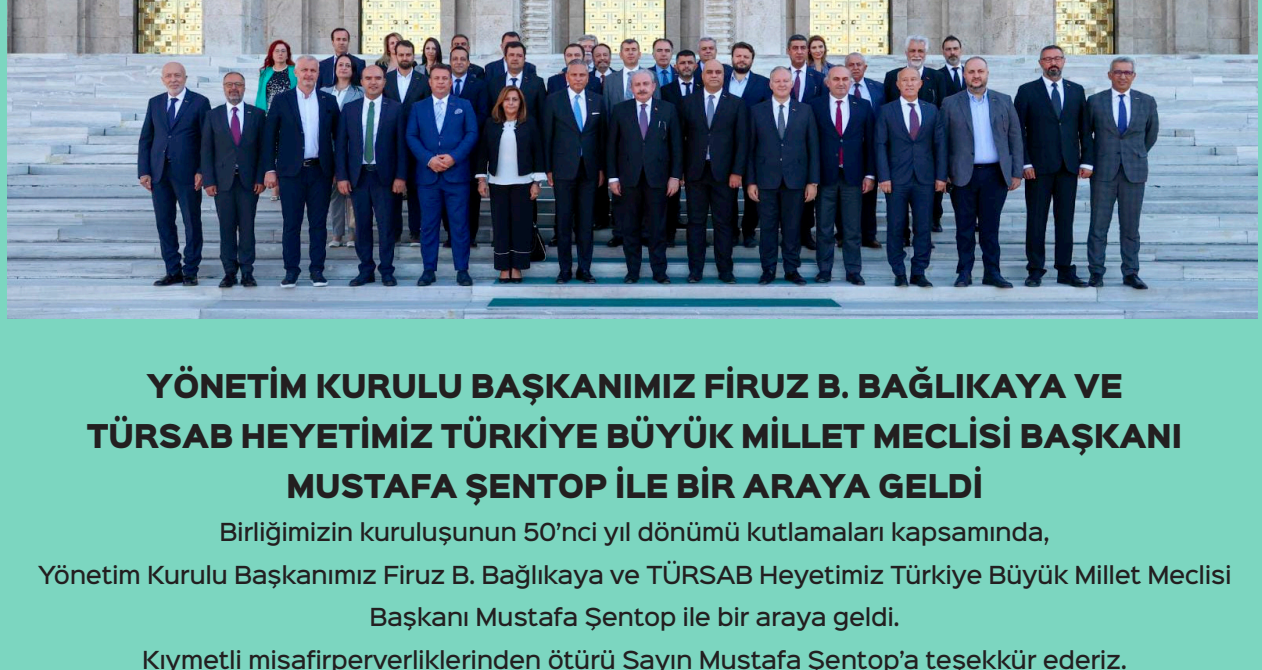 YÖNETİM KURULU BAŞKANIMIZ FİRUZ B. BAĞLIKAYA VE
TÜRSAB HEYETİMİZ TÜRKİYE BÜYÜK MİLLET MECLİSİ BAŞKANI
MUSTAFA ŞENTOP İLE BİR ARAYA GELDİ
Birliğimizin kuruluşunun 50’nci yıl dönümü kutlamaları kapsamında,
Yönetim Kurulu Başkanımız Firuz B. Bağlıkaya ve TÜRSAB Heyetimiz Türkiye Büyük Millet Meclisi
Başkanı Mustafa Şentop ile bir araya geldi.
Kıymetli misafirperverliklerinden ötürü Sayın Mustafa Şentop’a teşekkür ederiz.